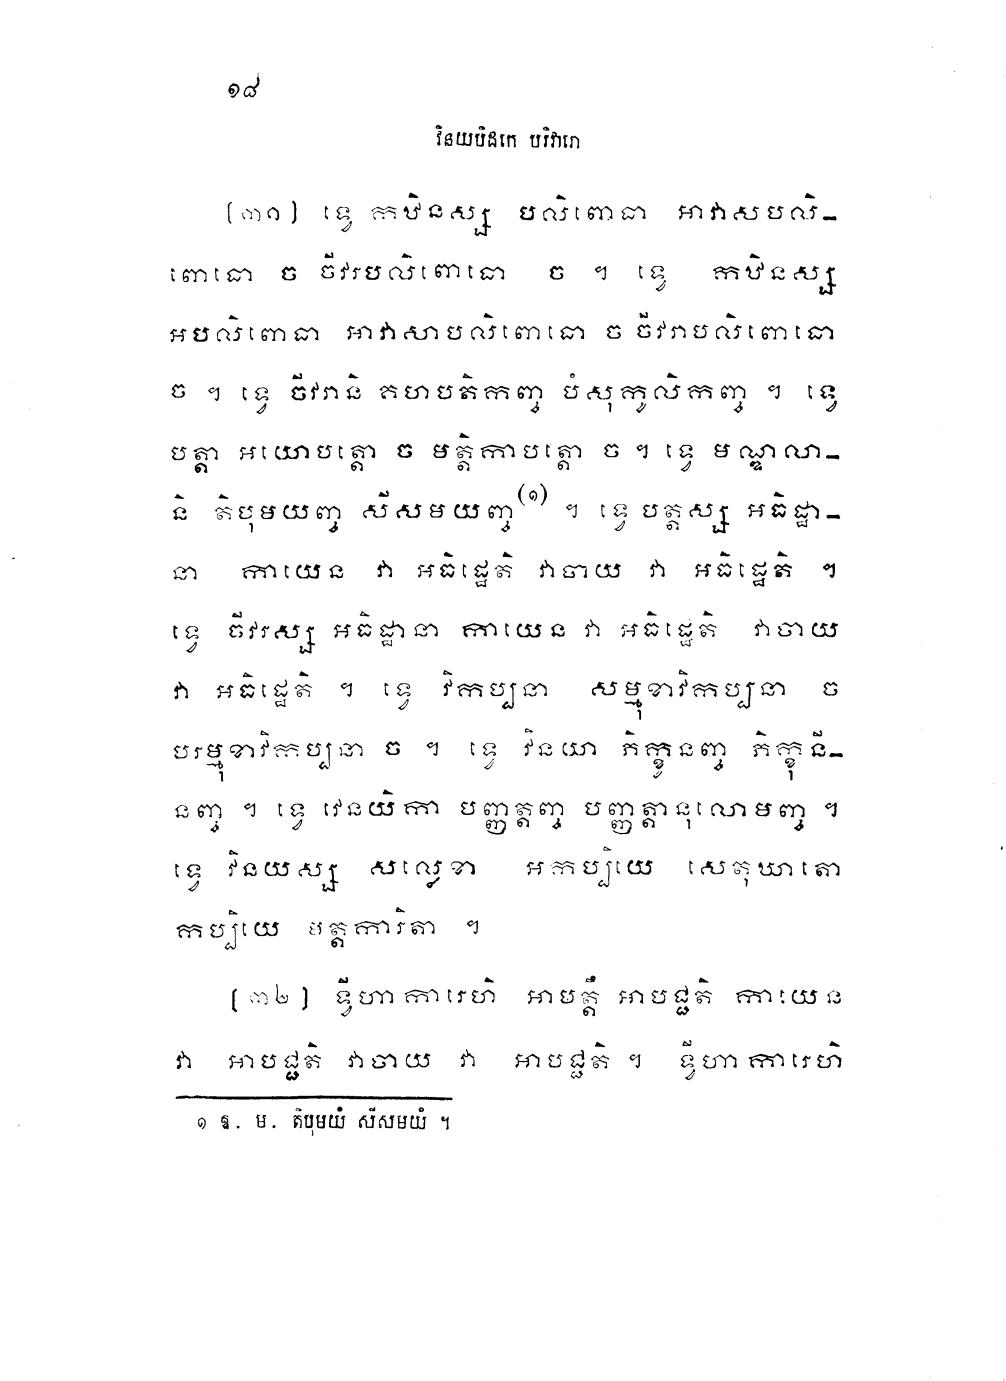 ១៨
វិនយបិដកេ បរិវារោ
(៣១) ទ្វេ កឋិនស្ស បលិពោធា អាវាសបលិ-
ពោធោ ច ចីវរបលិពោធោ ច ។ ទ្វេ កឋិនស្ស
អបលិពោធា អាវាសាបលិពោធោ ច ចីវរាបលិពោធោ
ច ។ ទ្វេ ចីវរានិ គហបតិកញ្ច បំសុកូលិកញ្ច ។ ទ្វេ
បត្តា អយោបត្តោ ច មត្តិកាបត្តោ ច ។ ទ្វេ មណ្ឌលា-
និ តិបុមយញ្ច សីសមយញ្ច(១) ។ ទ្វេ បត្តស្ស អធិដ្ឋា-
នា កាយេន វា អធិដ្ឋេតិ វាចាយ វា អធិដ្ឋេតិ ។
ទ្វេ ចីវរស្ស អធិដ្ឋានា កាយេន វា អធិដ្ឋេតិ វាចាយ
វា អធិដ្ឋេតិ ។ ទ្វេ វិកប្បនា សម្មុខាវិកប្បនា ច
បរម្មុខាវិកប្បនា ច ។ ទ្វេ វិនយា ភិក្ខូនញ្ច ភិក្ខុនី-
នញ្ច ។ ទ្វេ វេនយិកា បញ្ញត្តញ្ច បញ្ញត្តានុលោមញ្ច ។
ទ្វេ វិនយស្ស សល្លេខា អកប្បិយេ សេតុឃាតោ
កប្បិយេ មត្តការិតា ។
(៣២) ទ្វីហាការេហិ អាបត្តឹ អាបជ្ជតិ កាយេន
វា អាបជ្ជតិ វាចាយ វា អាបជ្ជតិ ។ ទ្វីហាការេហិ
១ ឱ. ម. តិបុមយំ សីសមយំ ។